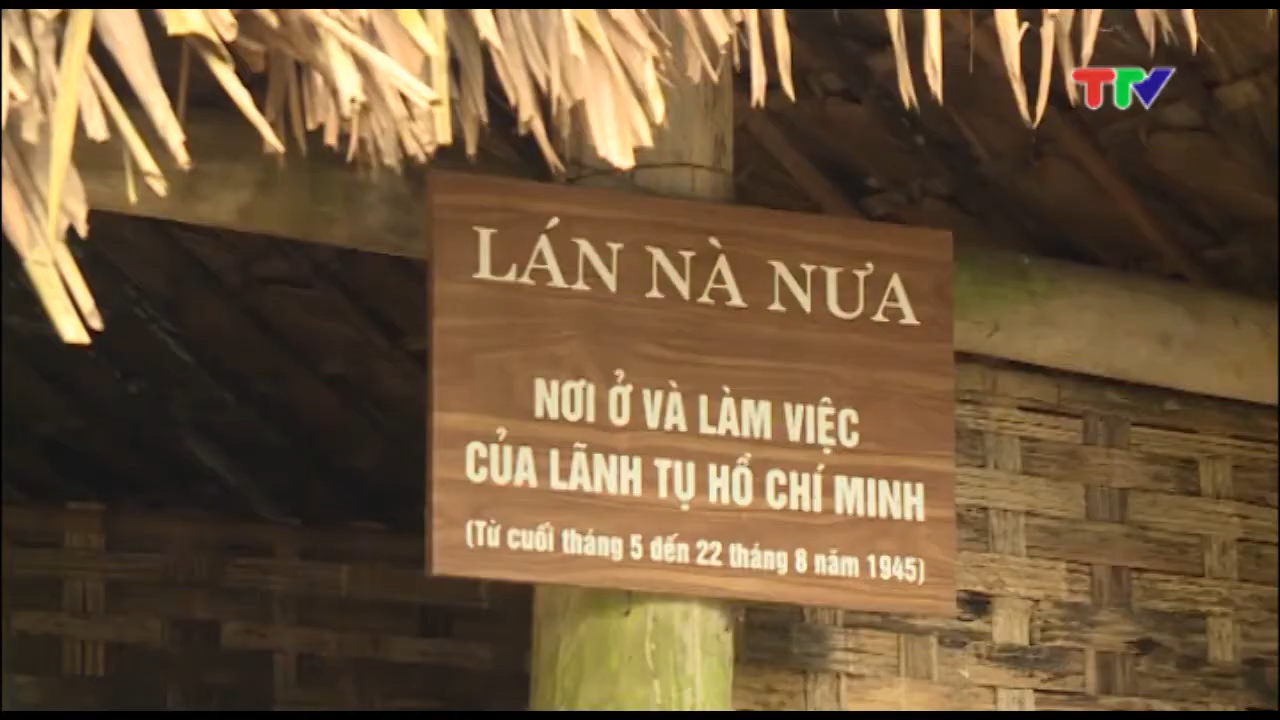 TTV
LÁN NÀ NƯA
NƠI Ở VÀ LÀM VIỆC
CỦA LÃNH TỤ HỒ CHÍ MINH
(Từ cuối tháng 5 đến 22 tháng 8 năm 1945)